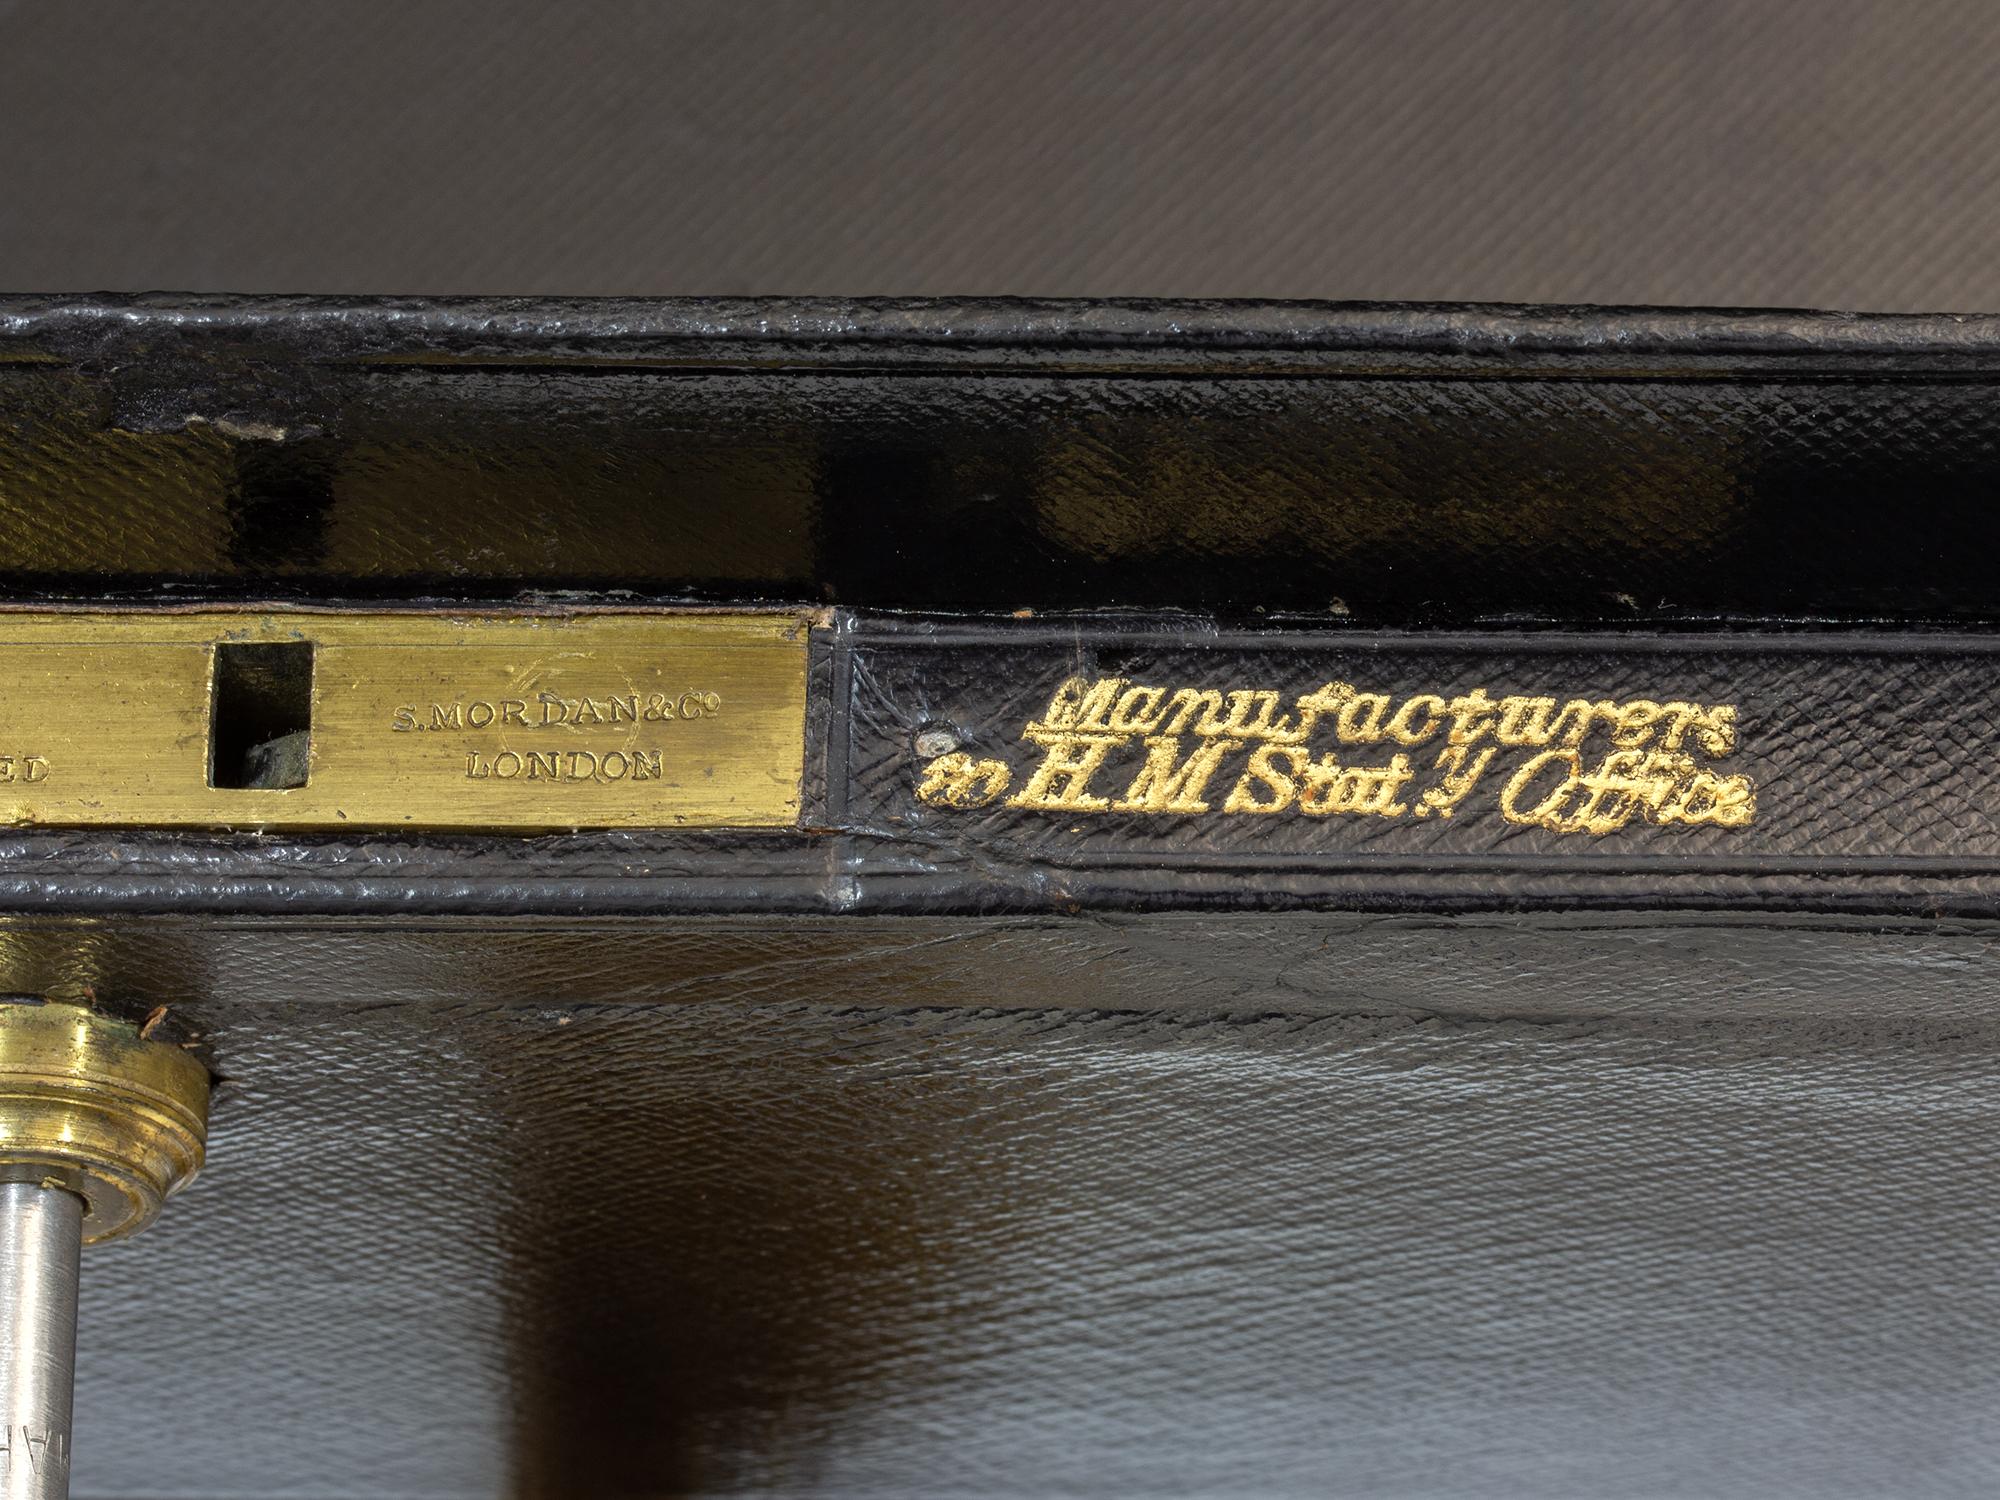 ED
S. MORDAN & Co
LONDON
Manufacturers
to H M Stat.y Office